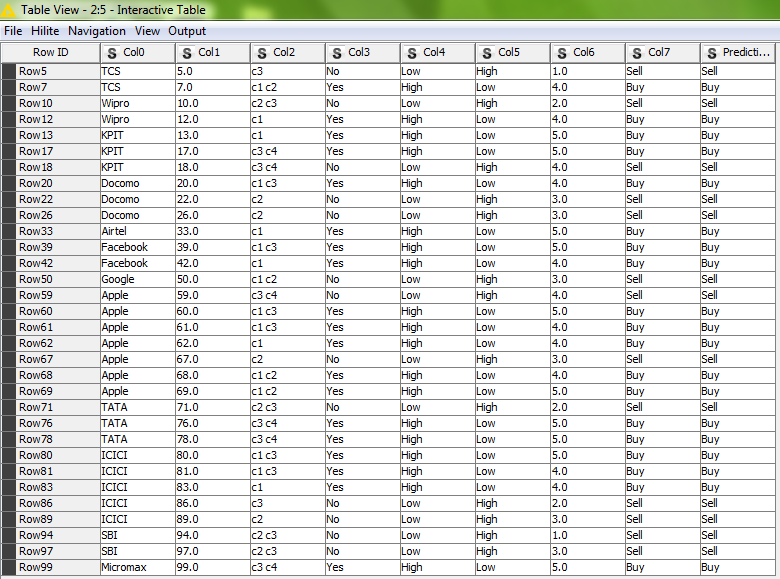 Table View - 2:5 - Interactive Table
File Hilite Navigation View Output
Row ID S Col0 S Col1 S Col2 S Col3 S Col4 S Col5 S Col6 S Col7 S Predicti...
Row5 TCS 5.0 c3 No Low High 1.0 Sell Sell
Row7 TCS 7.0 c1 c2 Yes High Low 4.0 Buy Buy
Row10 Wipro 10.0 c2 c3 No Low High 2.0 Sell Sell
Row12 Wipro 12.0 c1 Yes High Low 4.0 Buy Buy
Row13 KPIT 13.0 c1 Yes High Low 5.0 Buy Buy
Row17 KPIT 17.0 c3 c4 Yes High Low 5.0 Buy Buy
Row18 KPIT 18.0 c3 c4 No Low High 4.0 Sell Sell
Row20 Docomo 20.0 c1 c3 Yes High Low 4.0 Buy Buy
Row22 Docomo 22.0 c2 No Low High 3.0 Sell Sell
Row26 Docomo 26.0 c2 No Low High 3.0 Sell Sell
Row33 Airtel 33.0 c1 Yes High Low 5.0 Buy Buy
Row39 Facebook 39.0 c1 c3 Yes High Low 5.0 Buy Buy
Row42 Facebook 42.0 c1 Yes High Low 4.0 Buy Buy
Row50 Google 50.0 c1 c2 No Low High 3.0 Sell Sell
Row59 Apple 59.0 c3 c4 No Low High 4.0 Sell Sell
Row60 Apple 60.0 c1 c3 Yes High Low 5.0 Buy Buy
Row61 Apple 61.0 c1 c3 Yes High Low 4.0 Buy Buy
Row62 Apple 62.0 c1 Yes High Low 4.0 Buy Buy
Row67 Apple 67.0 c2 No Low High 3.0 Sell Sell
Row68 Apple 68.0 c1 c2 Yes High Low 4.0 Buy Buy
Row69 Apple 69.0 c1 c2 Yes High Low 5.0 Buy Buy
Row71 TATA 71.0 c2 c3 No Low High 2.0 Sell Sell
Row76 TATA 76.0 c3 c4 Yes High Low 5.0 Buy Buy
Row78 TATA 78.0 c3 c4 Yes High Low 5.0 Buy Buy
Row80 ICICI 80.0 c1 c3 Yes High Low 5.0 Buy Buy
Row81 ICICI 81.0 c1 c3 Yes High Low 4.0 Buy Buy
Row83 ICICI 83.0 c1 Yes High Low 4.0 Buy Buy
Row86 ICICI 86.0 c3 No Low High 2.0 Sell Sell
Row89 ICICI 89.0 c2 No Low High 3.0 Sell Sell
Row94 SBI 94.0 c2 c3 No Low High 1.0 Sell Sell
Row97 SBI 97.0 c2 c3 No Low High 3.0 Sell Sell
Row99 Micromax 99.0 c3 c4 Yes High Low 5.0 Buy Buy